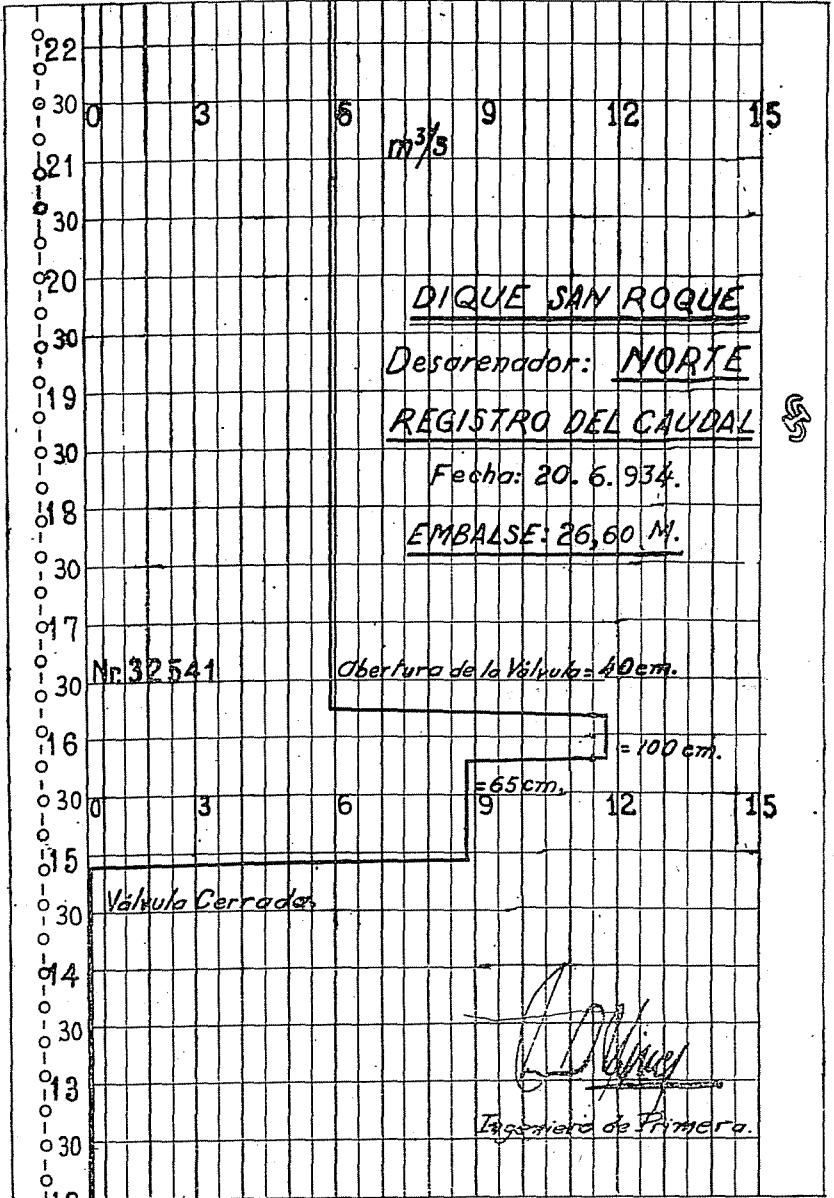 22
30
0 3 6 9 12 15
m³/s
21
30
20
DIQUE SAN ROQUE
30
Desarenador: NORTE
19
REGISTRO DEL CAUDAL
30
Fecha: 20. 6. 934.
18
EMBALSE: 26,60 M.
30
17
Nr. 32541
Abertura de la Válvula = 40 cm.
30
16
= 100 cm.
= 65 cm.
30
0 3 6 9 12 15
15
Válvula Cerrada
30
14
30
13
Ingeniero de Primera.
30